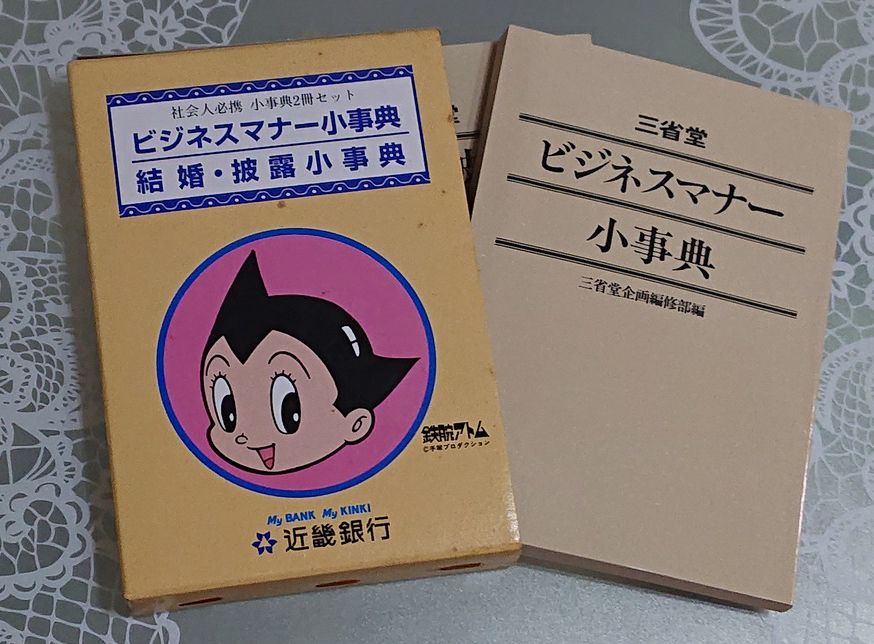 社会人必携 小事典2冊セット
ビジネスマナー小事典
結婚・披露小事典
鉄腕アトム
©手塚プロダクション
My BANK My KINKI
近畿銀行
三省堂
ビジネスマナー
小事典
三省堂企画編修部編